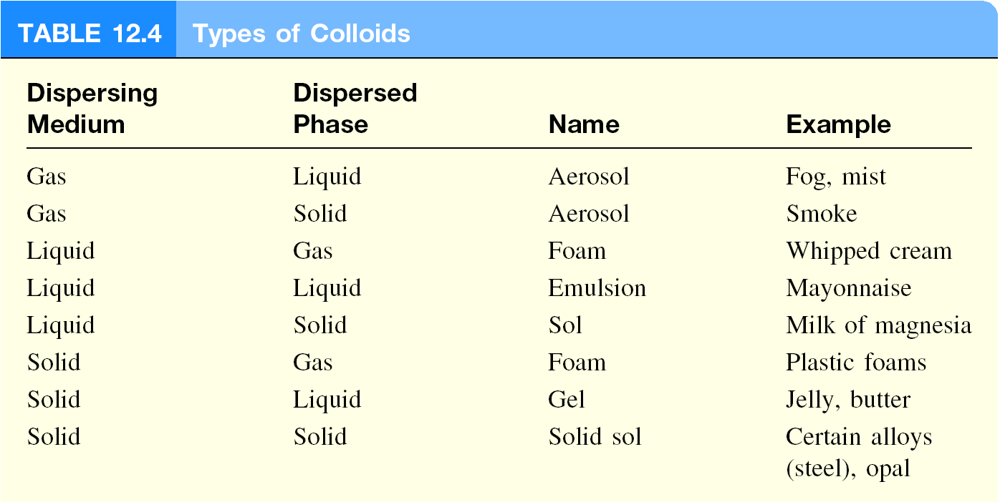 TABLE 12.4 Types of Colloids
Dispersing Dispersed
Medium Phase Name Example
Gas Liquid Aerosol Fog, mist
Gas Solid Aerosol Smoke
Liquid Gas Foam Whipped cream
Liquid Liquid Emulsion Mayonnaise
Liquid Solid Sol Milk of magnesia
Solid Gas Foam Plastic foams
Solid Liquid Gel Jelly, butter
Solid Solid Solid sol Certain alloys
(steel), opal